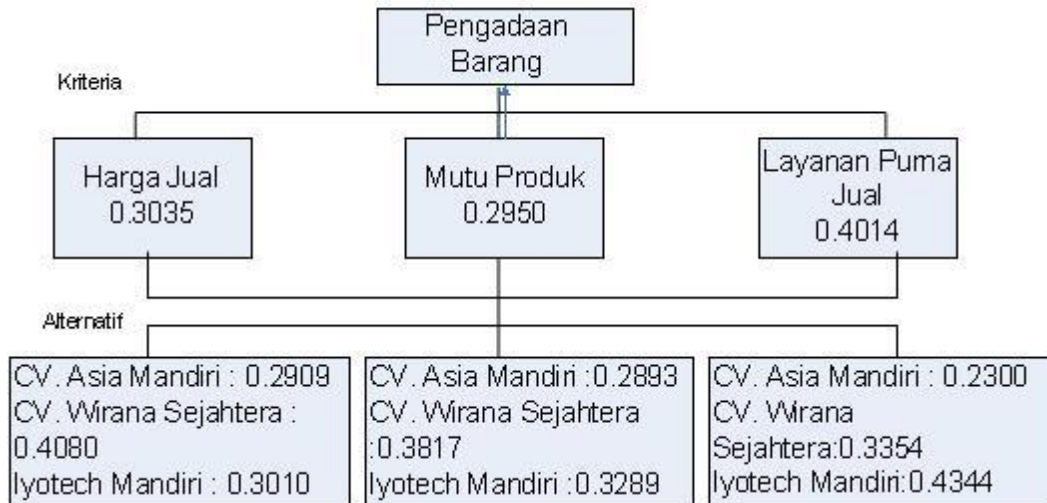 Pengadaan
Barang
Kriteria
Harga Jual
0.3035
Mutu Produk
0.2950
Layanan Purna
Jual
0.4014
Alternatif
CV. Asia Mandiri : 0.2909
CV. Wirana Sejahtera :
0.4080
Iyotech Mandiri : 0.3010
CV. Asia Mandiri :0.2893
CV. Wirana Sejahtera
:0.3817
Iyotech Mandiri :0.3289
CV. Asia Mandiri : 0.2300
CV. Wirana
Sejahtera:0.3354
Iyotech Mandiri:0.4344